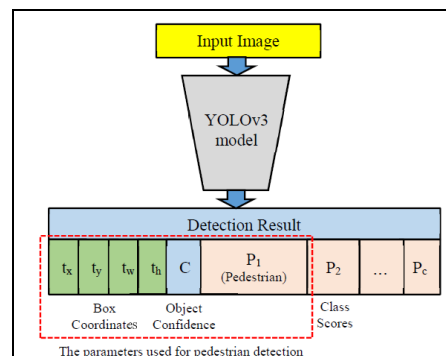 Input Image
YOLOv3
model
Detection Result
tx ty tw th C P1 P2 ... Pc
(Pedestrian)
Box Object Class
Coordinates Confidence Scores
The parameters used for pedestrian detection